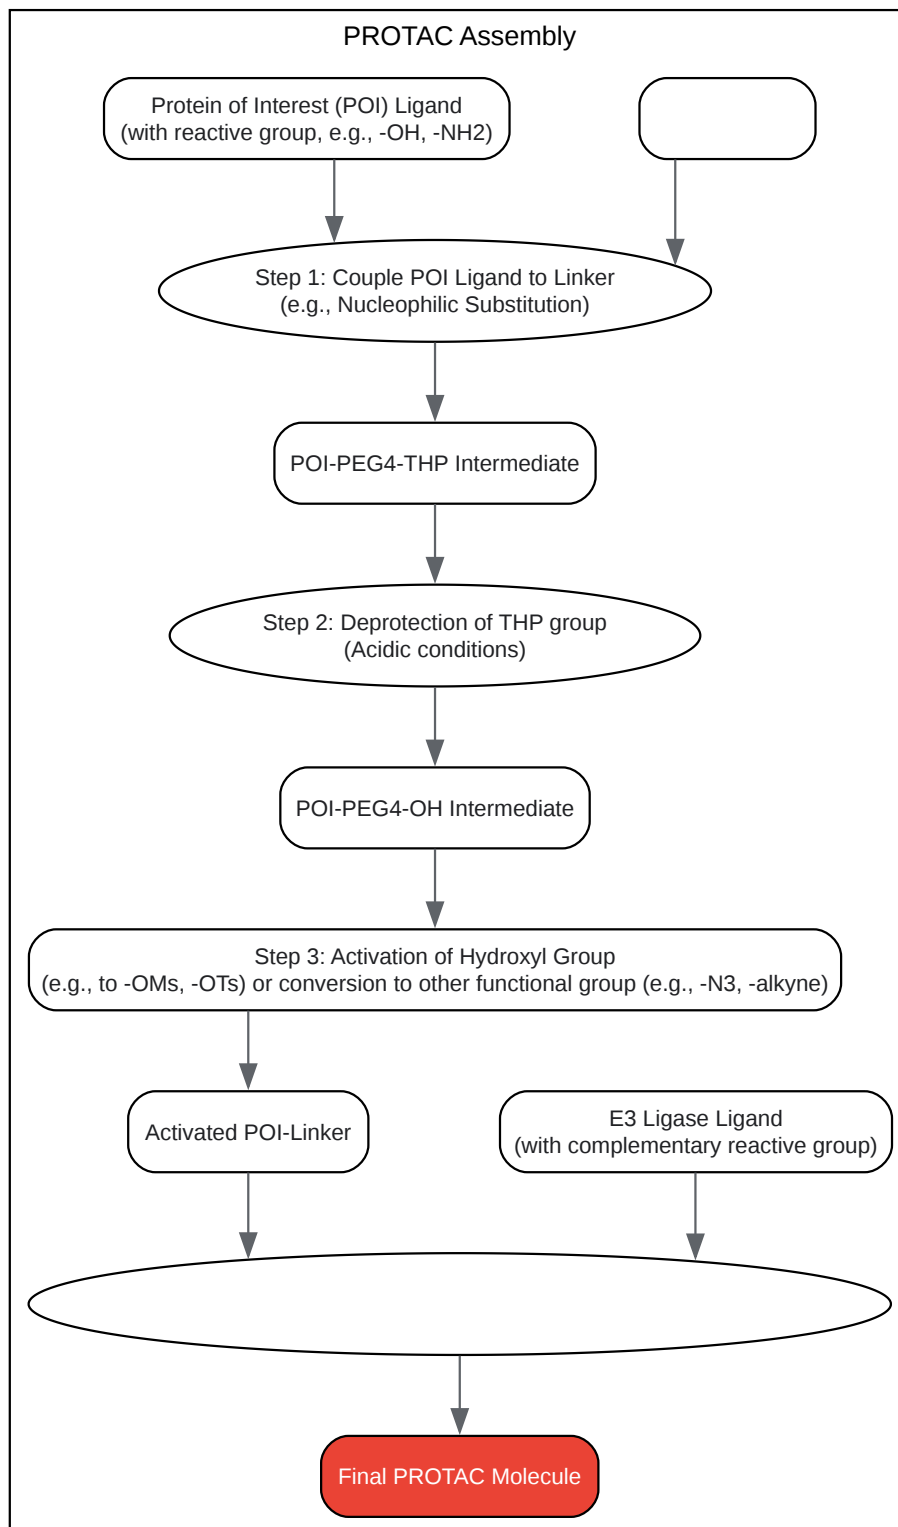 PROTAC Assembly
Protein of Interest (POI) Ligand
(with reactive group, e.g., -OH, -NH2)
Step 1: Couple POI Ligand to Linker
(e.g., Nucleophilic Substitution)
POI-PEG4-THP Intermediate
Step 2: Deprotection of THP group
(Acidic conditions)
POI-PEG4-OH Intermediate
Step 3: Activation of Hydroxyl Group
(e.g., to -OMs, -OTs) or conversion to other functional group (e.g., -N3, -alkyne)
Activated POI-Linker
E3 Ligase Ligand
(with complementary reactive group)
Final PROTAC Molecule